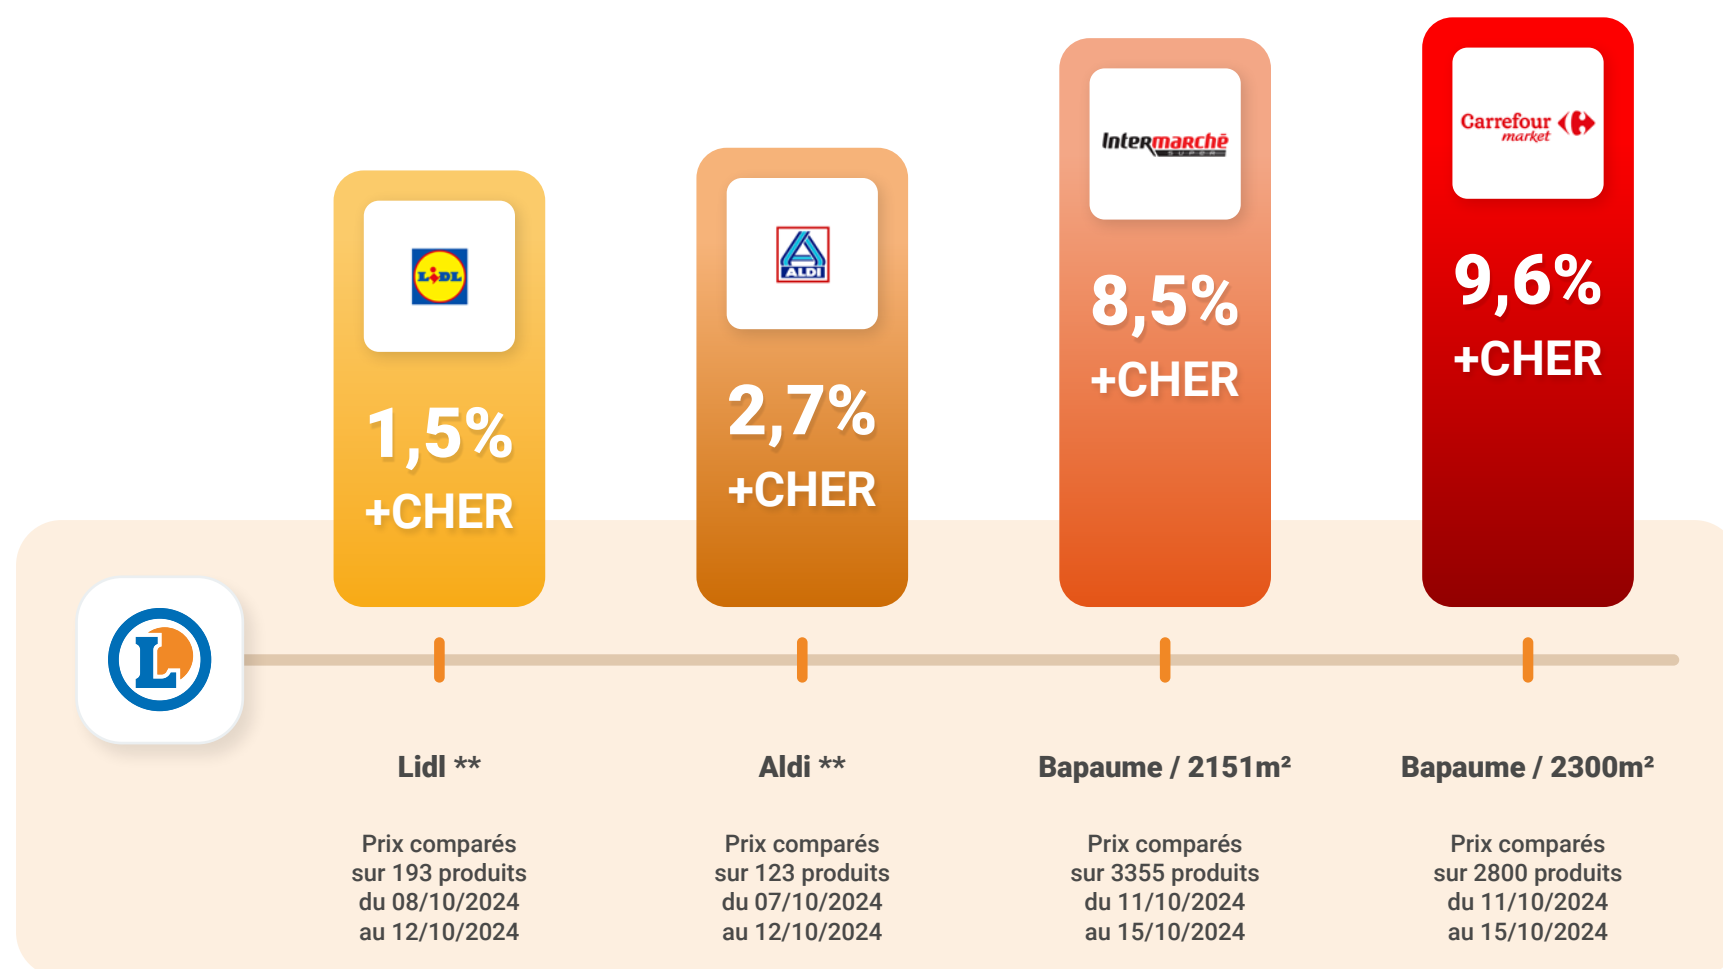 LIDL
1,5%
+CHER
ALDI
2,7%
+CHER
Intermarché
SUPER
8,5%
+CHER
Carrefour
market
9,6%
+CHER
L
Lidl **
Prix comparés
sur 193 produits
du 08/10/2024
au 12/10/2024
Aldi **
Prix comparés
sur 123 produits
du 07/10/2024
au 12/10/2024
Bapaume / 2151m²
Prix comparés
sur 3355 produits
du 11/10/2024
au 15/10/2024
Bapaume / 2300m²
Prix comparés
sur 2800 produits
du 11/10/2024
au 15/10/2024